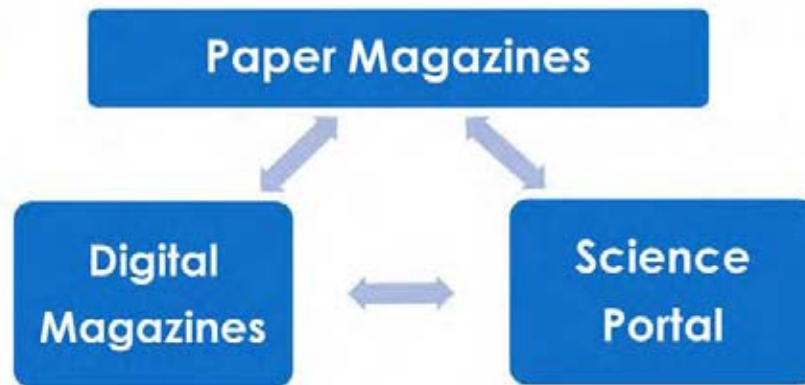 Paper Magazines
Digital
Magazines
Science
Portal